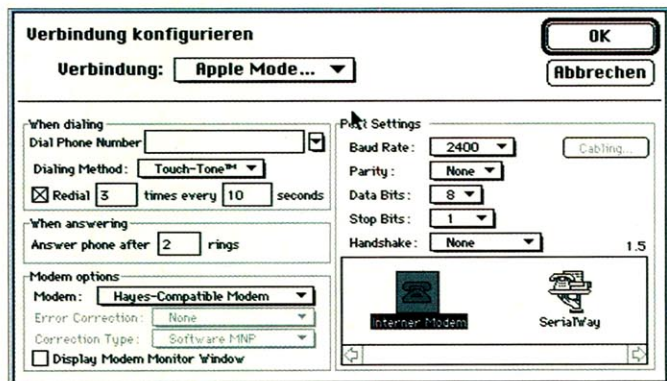 Verbindung konfigurieren
OK
Verbindung: Apple Mode...
Abbrechen
When dialing
Dial Phone Number
Dialing Method: Touch-Tone™
Redial 3 times every 10 seconds
When answering
Answer phone after 2 rings
Modem options
Modem: Hayes-Compatible Modem
Error Correction: None
Correction Type: Software MNP
Display Modem Monitor Window
Port Settings
Baud Rate: 2400
Cabling...
Parity: None
Data Bits: 8
Stop Bits: 1
Handshake: None
1.5
Interner Modem
SerialWay